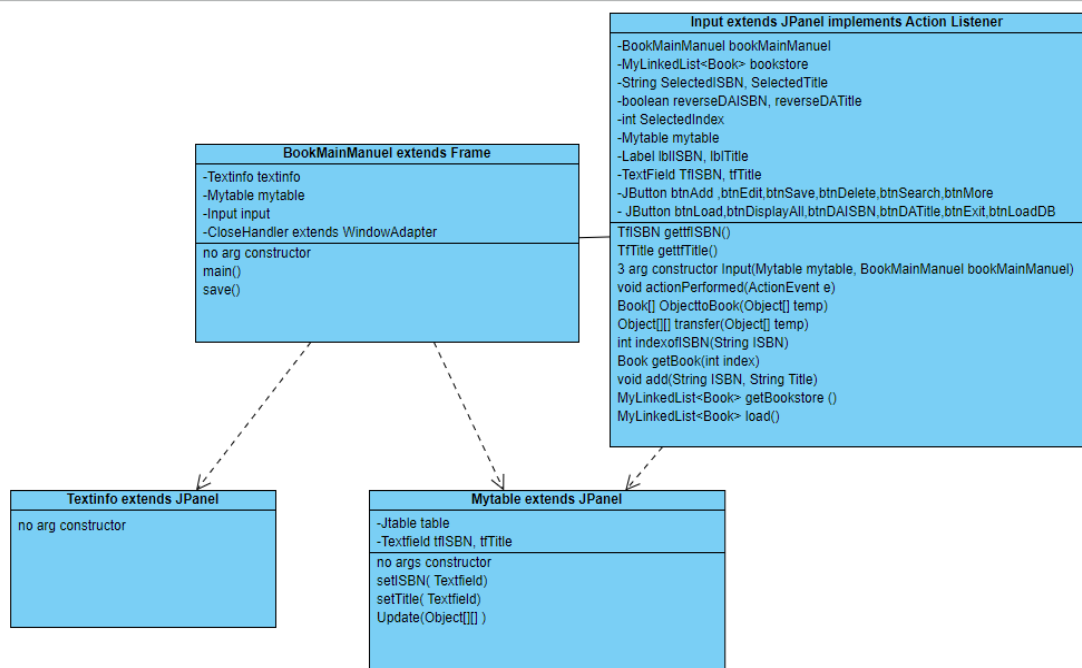 Input extends JPanel implements Action Listener
-BookMainManuel bookMainManuel
-MyLinkedList<Book> bookstore
-String SelectedISBN, SelectedTitle
-boolean reverseDAISBN, reverseDATitle
-int SelectedIndex
-Mytable mytable
-Label lblISBN, lblTitle
-TextField TfISBN, tfTitle
-JButton btnAdd ,btnEdit,btnSave,btnDelete,btnSearch,btnMore
- JButton btnLoad,btnDisplayAll,btnDAISBN,btnDATitle,btnExit,btnLoadDB
TfISBN gettfISBN()
TfTitle gettfTitle()
3 arg constructor Input(Mytable mytable, BookMainManuel bookMainManuel)
void actionPerformed(ActionEvent e)
Book[] ObjecttoBook(Object[] temp)
Object[][] transfer(Object[] temp)
int indexofISBN(String ISBN)
Book getBook(int index)
void add(String ISBN, String Title)
MyLinkedList<Book> getBookstore ()
MyLinkedList<Book> load()
BookMainManuel extends Frame
-Textinfo textinfo
-Mytable mytable
-Input input
-CloseHandler extends WindowAdapter
no arg constructor
main()
save()
Textinfo extends JPanel
no arg constructor
Mytable extends JPanel
-Jtable table
-Textfield tfISBN, tfTitle
no args constructor
setISBN( Textfield)
setTitle( Textfield)
Update(Object[][] )